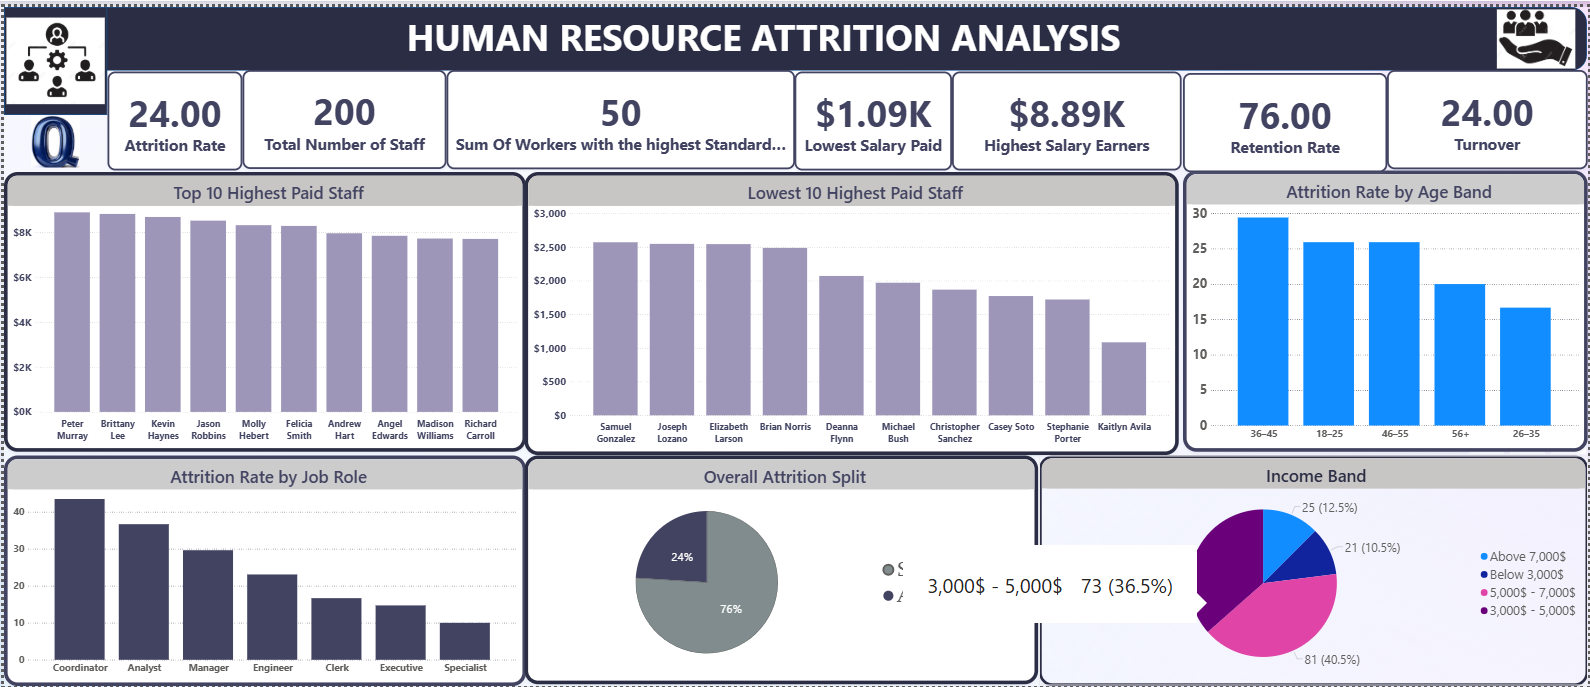 HUMAN RESOURCE ATTRITION ANALYSIS
Q
24.00
Attrition Rate
200
Total Number of Staff
50
Sum Of Workers with the highest Standard...
$1.09K
Lowest Salary Paid
$8.89K
Highest Salary Earners
76.00
Retention Rate
24.00
Turnover
Top 10 Highest Paid Staff
$8K
$6K
$4K
$2K
$0K
Peter Murray
Brittany Lee
Kevin Haynes
Jason Robbins
Molly Hebert
Felicia Smith
Andrew Hart
Angel Edwards
Madison Williams
Richard Carroll
Lowest 10 Highest Paid Staff
$3,000
$2,500
$2,000
$1,500
$1,000
$500
$0
Samuel Gonzalez
Joseph Lozano
Elizabeth Larson
Brian Norris
Deanna Flynn
Michael Bush
Christopher Sanchez
Casey Soto
Stephanie Porter
Kaitlyn Avila
Attrition Rate by Age Band
30
25
20
15
10
5
0
36–45
18–25
46–55
56+
26–35
Attrition Rate by Job Role
40
30
20
10
0
Coordinator
Analyst
Manager
Engineer
Clerk
Executive
Specialist
Overall Attrition Split
24%
76%
3,000$ - 5,000$ 73 (36.5%)
Income Band
25 (12.5%)
21 (10.5%)
81 (40.5%)
Above 7,000$
Below 3,000$
5,000$ - 7,000$
3,000$ - 5,000$